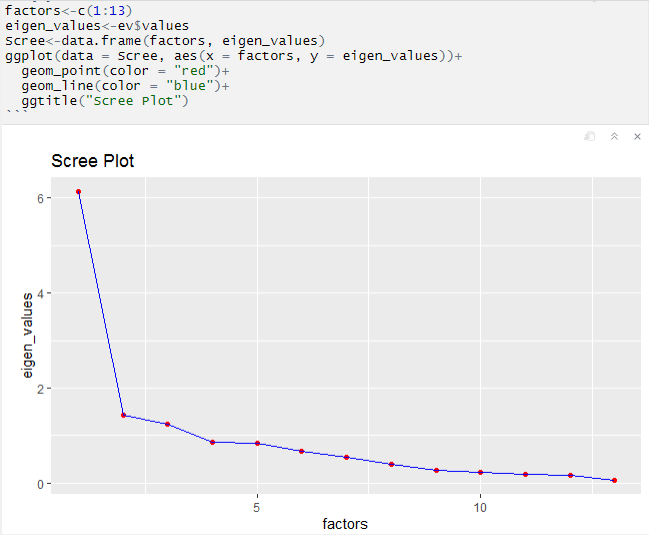 factors<-c(1:13)
eigen_values<-ev$values
Scree<-data.frame(factors, eigen_values)
ggplot(data = Scree, aes(x = factors, y = eigen_values))+
  geom_point(color = "red")+
  geom_line(color = "blue")+
  ggtitle("Scree Plot")
```
Scree Plot
6
4
2
0
eigen_values
5 10
factors